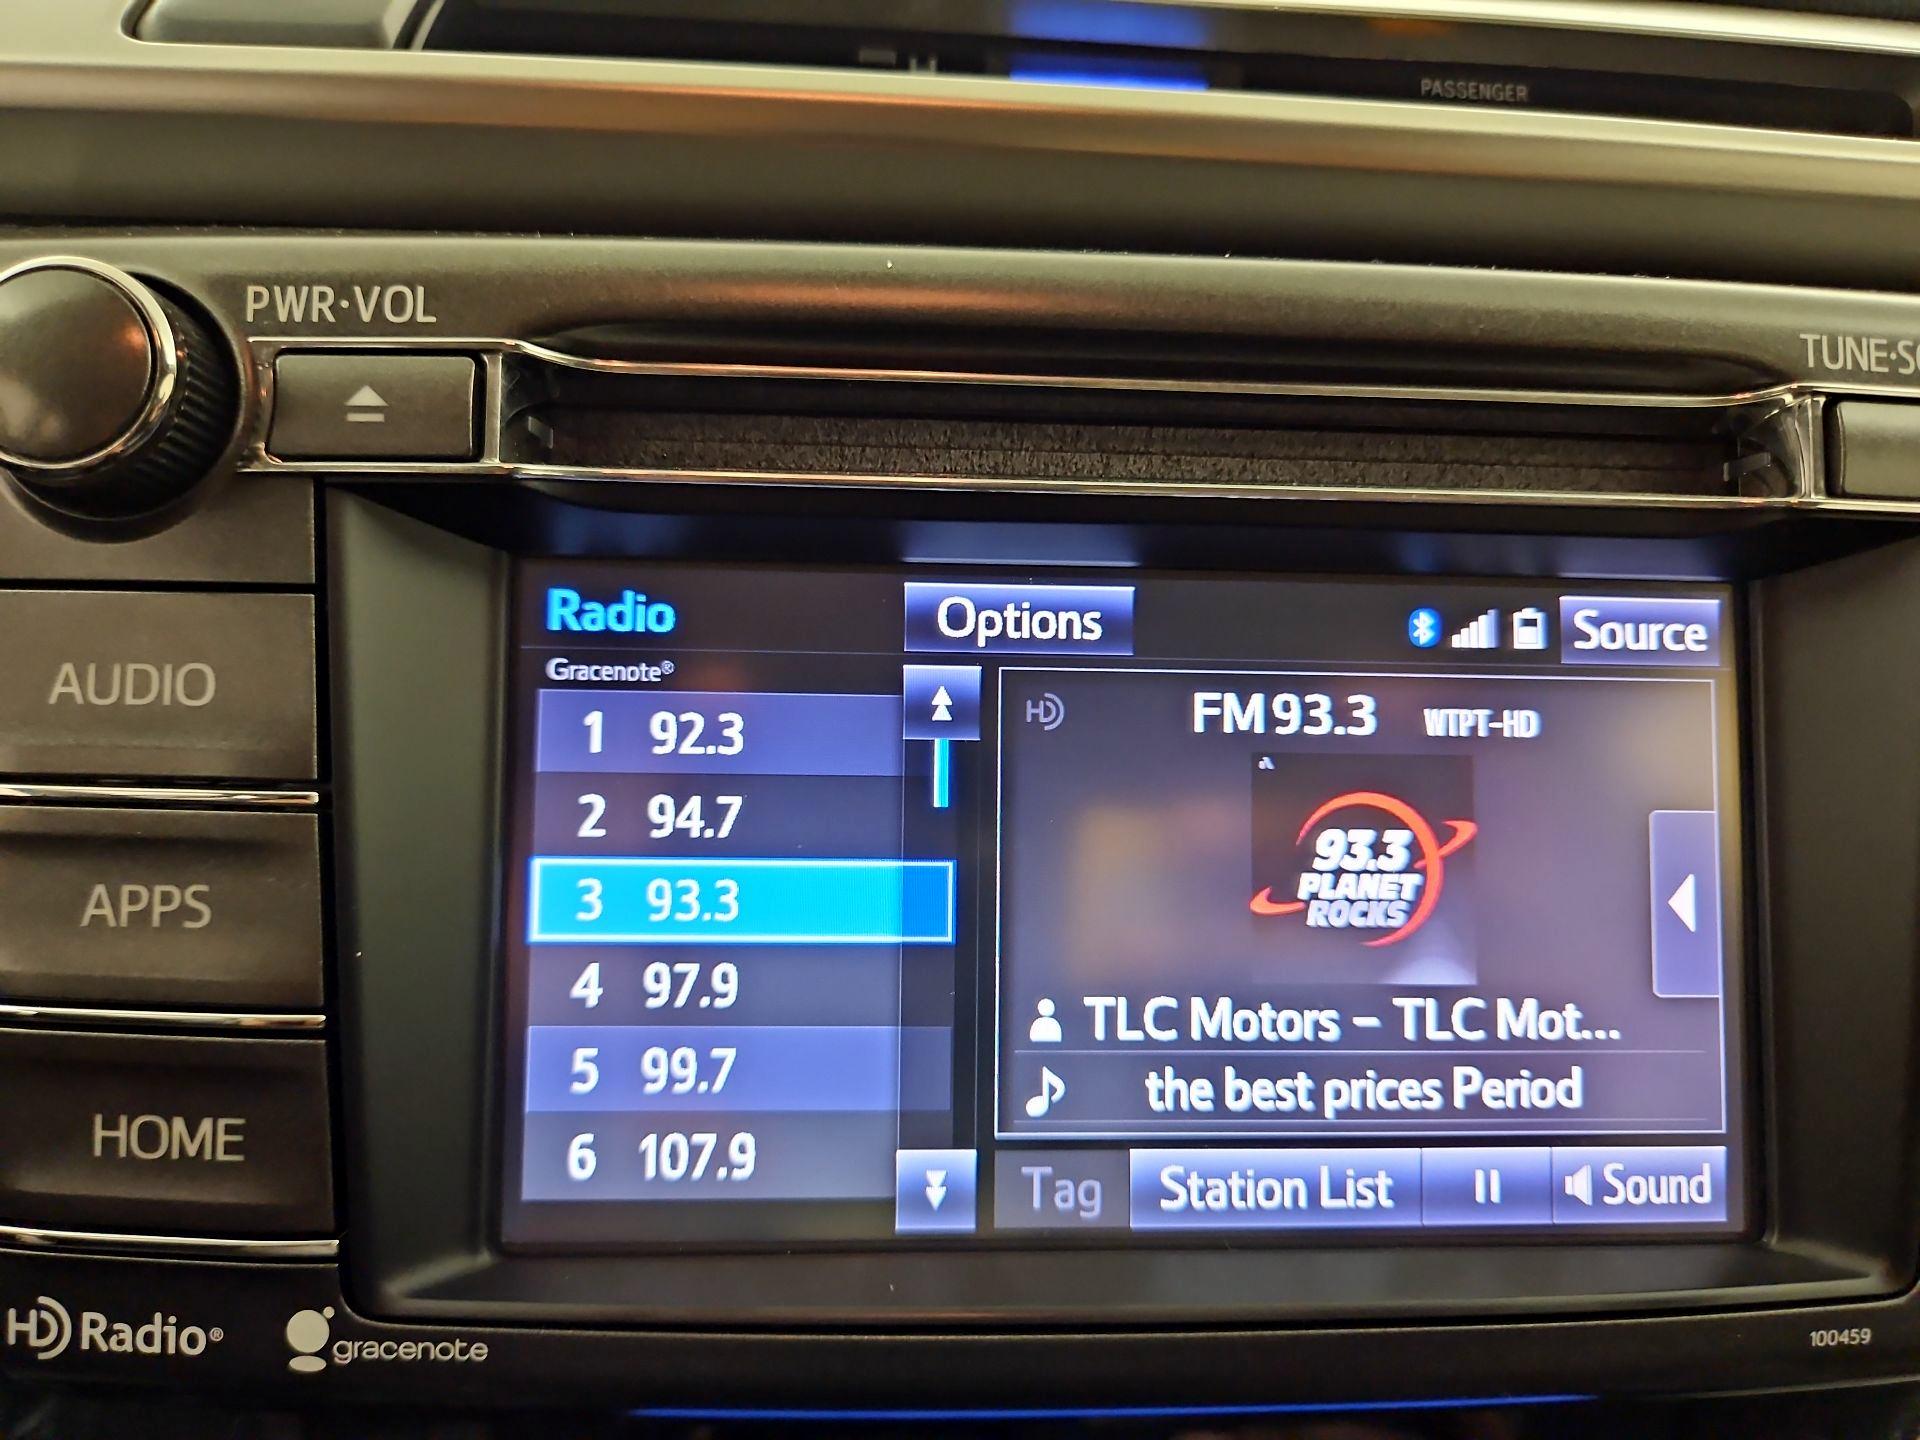 PASSENGER
PWR·VOL
TUNE·SC
AUDIO
APPS
HOME
Radio
Options
Source
Gracenote®
1 92.3
2 94.7
3 93.3
4 97.9
5 99.7
6 107.9
HD
FM 93.3 WTPT-HD
93.3
PLANET
ROCKS
TLC Motors - TLC Mot...
the best prices Period
Tag
Station List
Sound
HD Radio®
gracenote
100459